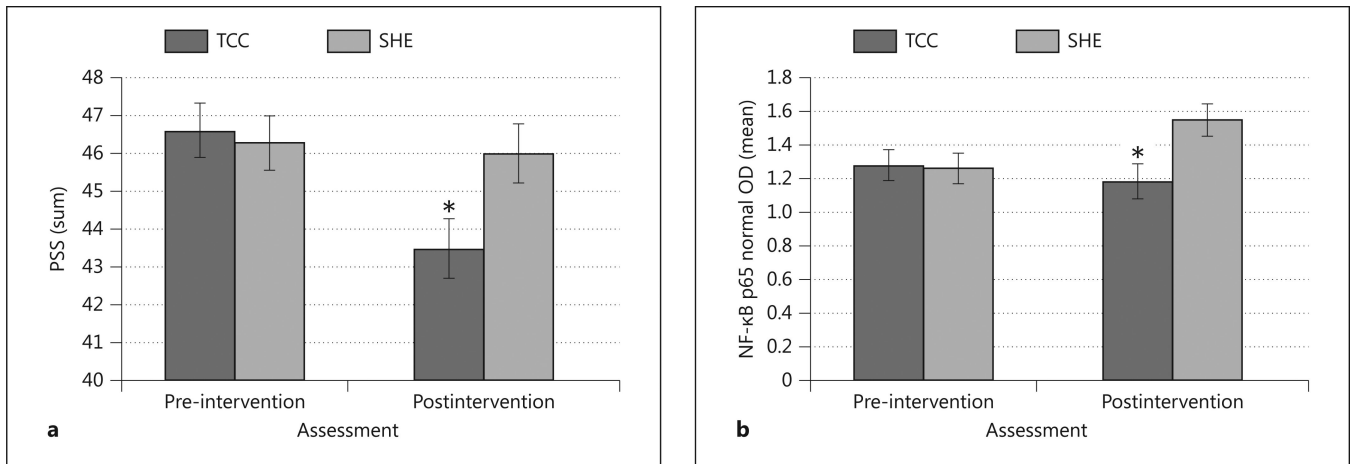 TCC SHE
48
47
46
45
44
43
42
41
40
PSS (sum)
*
Pre-intervention Postintervention
a Assessment
TCC SHE
1.8
1.6
1.4
1.2
1.0
0.8
0.6
0.4
0.2
0
NF-κB p65 normal OD (mean)
*
Pre-intervention Postintervention
b Assessment